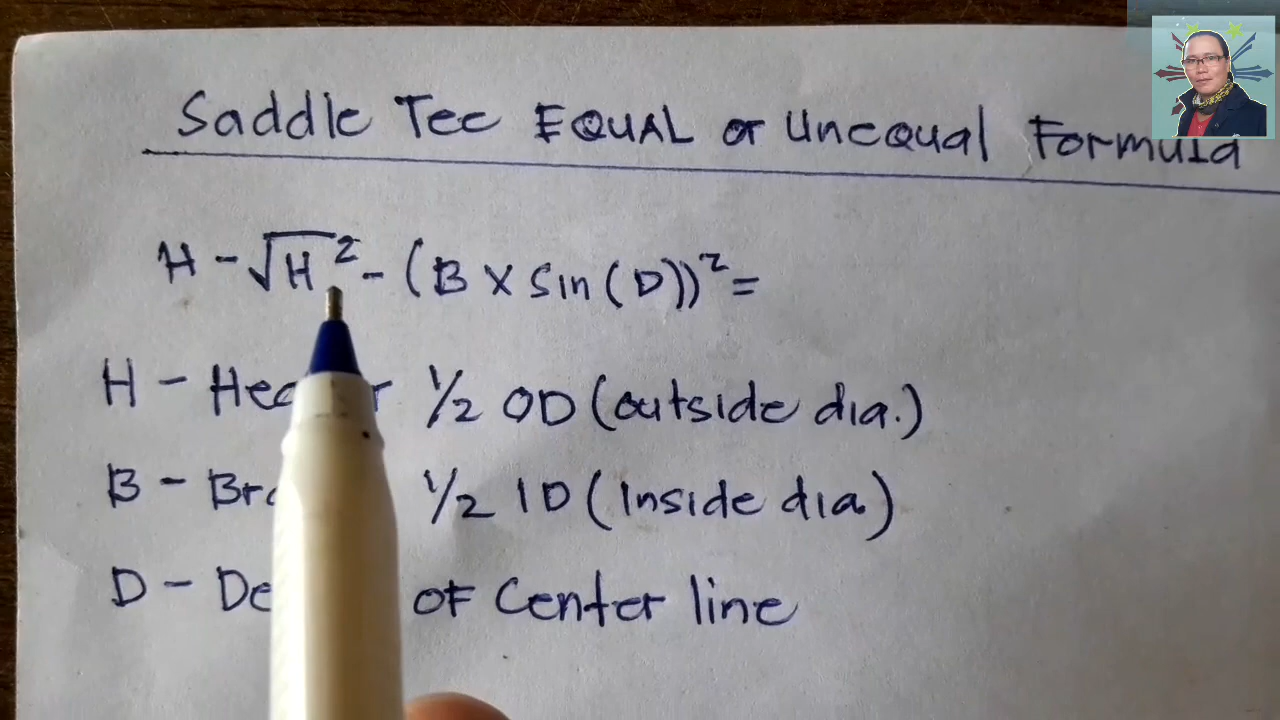 Saddle Tee EQUAL or Unequal Formula
H - √H² - (B x Sin (D))² =
H - 1/2 OD (outside dia.)
B - 1/2 ID (Inside dia.)
D - OF Center line